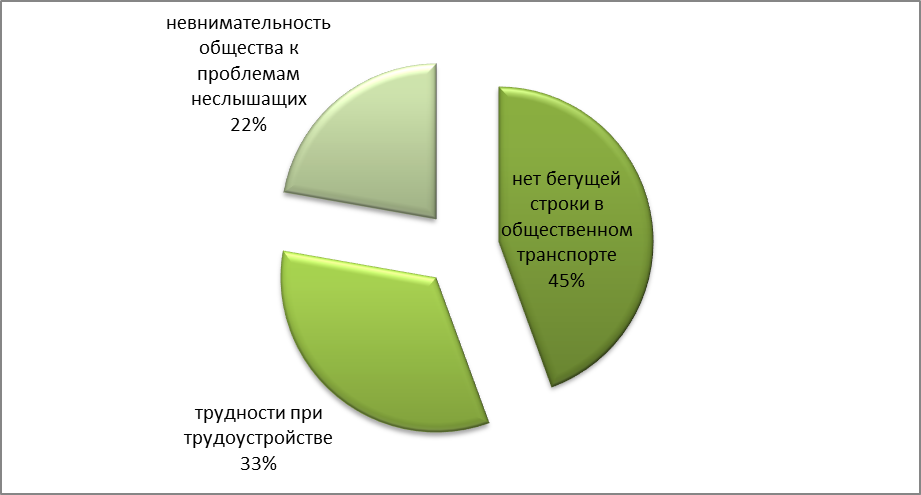 невнимательность
общества к
проблемам
неслышащих
22%
нет бегущей
строки в
общественном
транспорте
45%
трудности при
трудоустройстве
33%